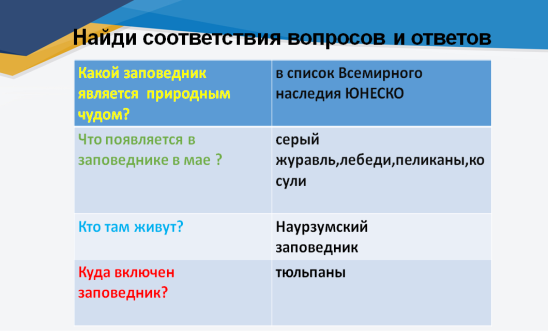 Найди соответствия вопросов и ответов
Какой заповедник
является природным
чудом?
в список Всемирного
наследия ЮНЕСКО
Что появляется в
заповеднике в мае ?
серый
журавль,лебеди,пеликаны,ко
сули
Кто там живут?
Наурзумский
заповедник
Куда включен
заповедник?
тюльпаны